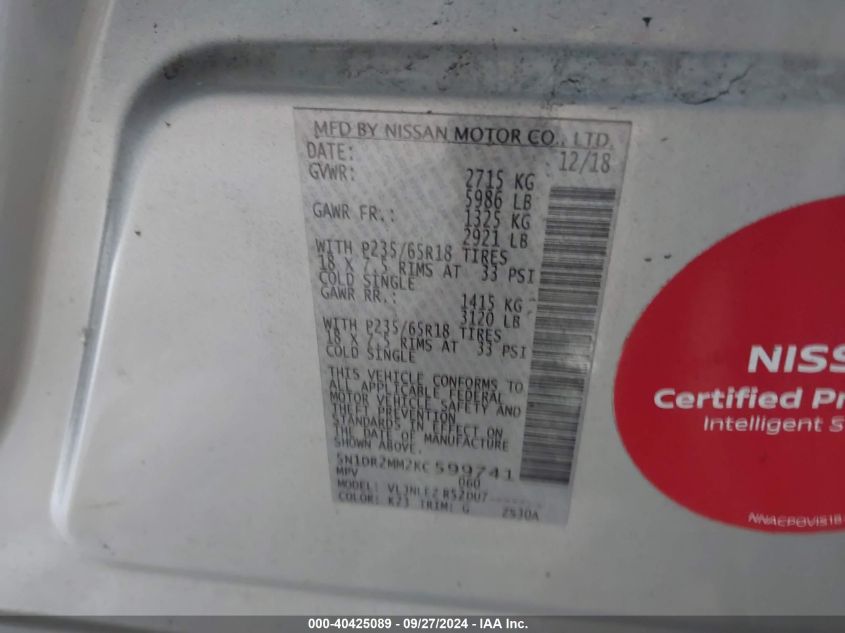 MFD BY NISSAN MOTOR CO., LTD.
DATE: 12/18
GVWR: 2715 KG
5986 LB
GAWR FR.: 1325 KG
2921 LB
WITH P235/65R18 TIRES
18 X 7.5 RIMS AT 33 PSI
COLD SINGLE
GAWR RR.: 1415 KG
3120 LB
WITH P235/65R18 TIRES
18 X 7.5 RIMS AT 33 PSI
COLD SINGLE
THIS VEHICLE CONFORMS TO
ALL APPLICABLE FEDERAL
MOTOR VEHICLE SAFETY AND
THEFT PREVENTION
STANDARDS IN EFFECT ON
THE DATE OF MANUFACTURE
SHOWN ABOVE.
5N1DR2MM2KC599741
MPV 060
MODEL: R52DU7-------
COLOR: K23 TRIM: G 2530A
NISS
Certified Pr
Intelligent S
000-40425089 - 09/27/2024 - IAA Inc.